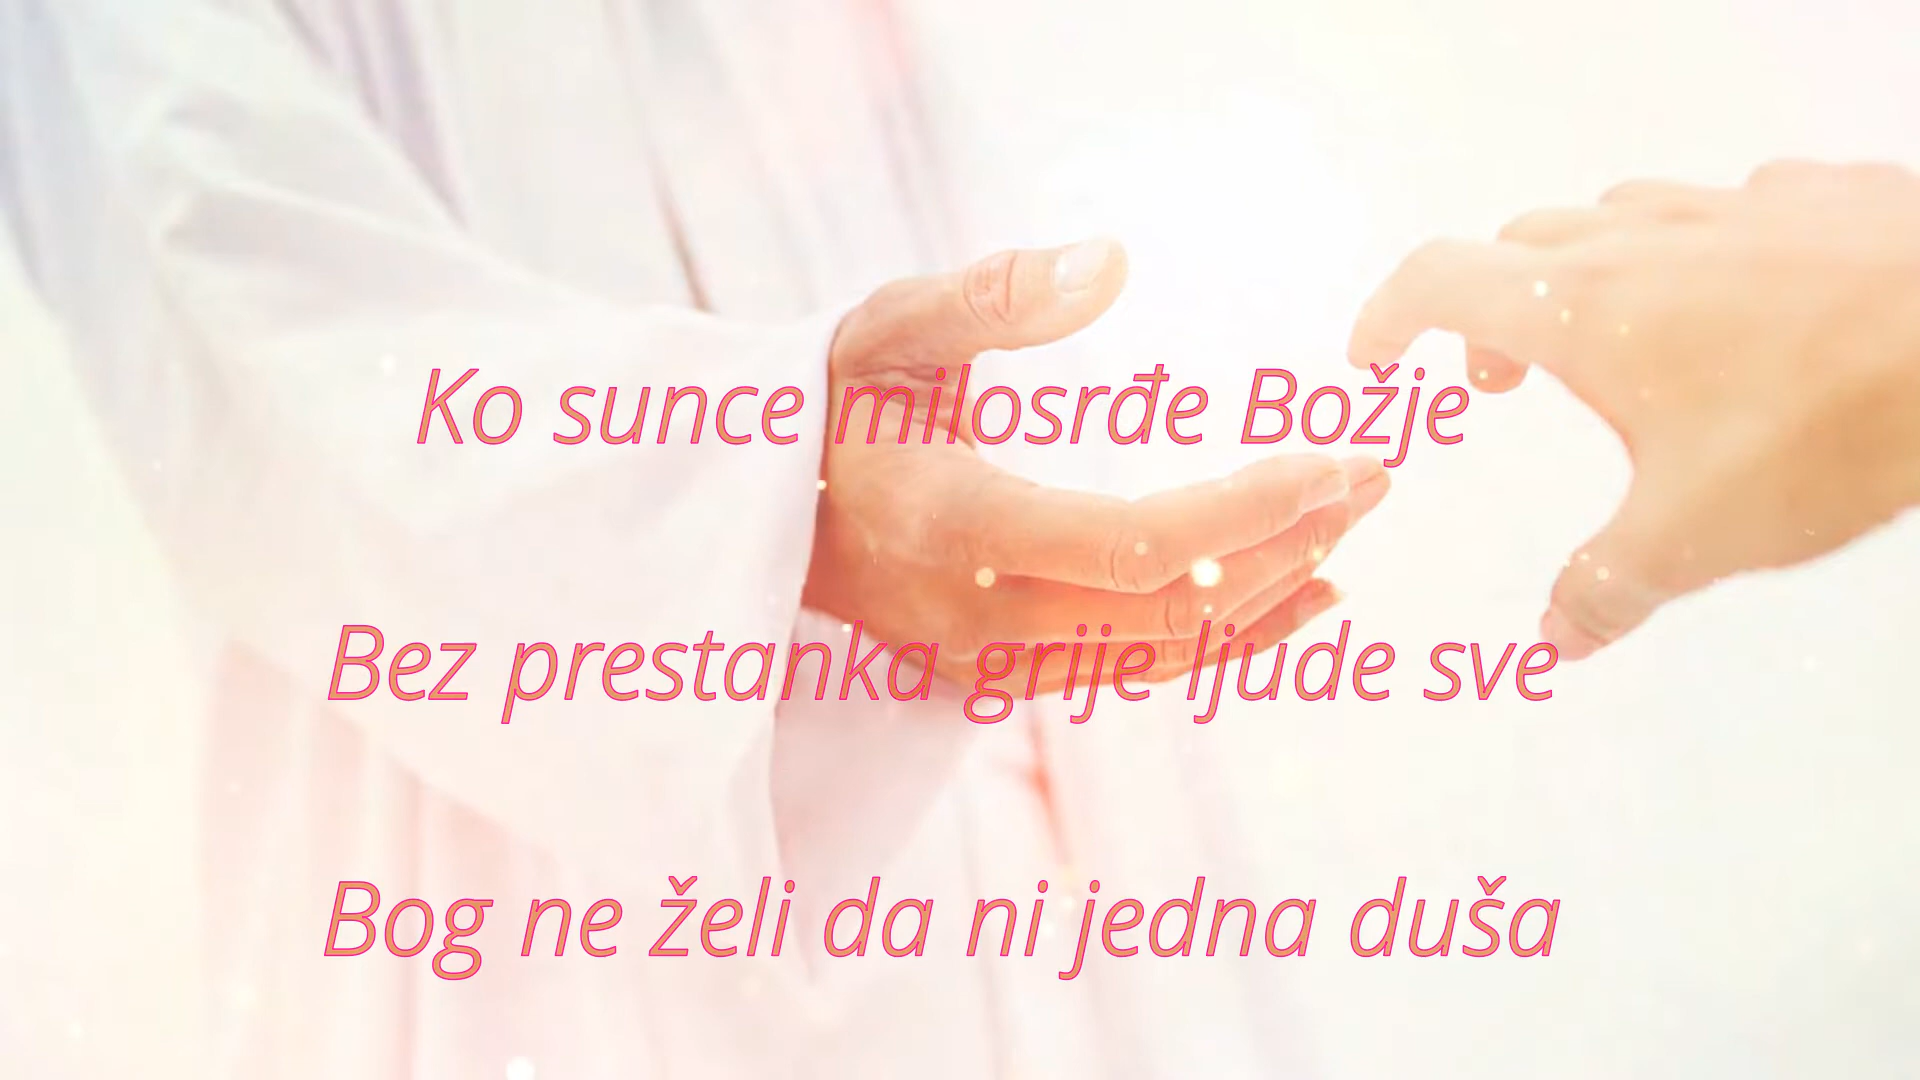 Ko sunce milosrđe Božje
Bez prestanka grije ljude sve
Bog ne želi da ni jedna duša